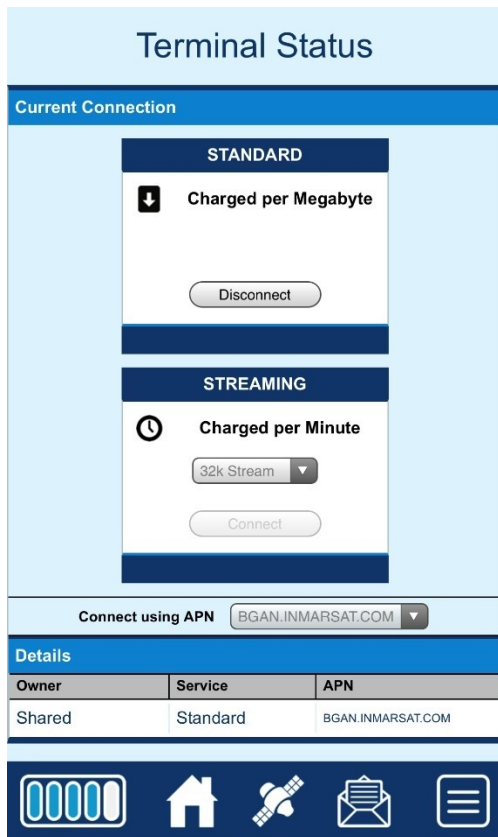 Terminal Status
Current Connection
STANDARD
Charged per Megabyte
Disconnect
STREAMING
Charged per Minute
32k Stream
Connect
Connect using APN BGAN.INMARSAT.COM
Details
Owner Service APN
Shared Standard BGAN.INMARSAT.COM